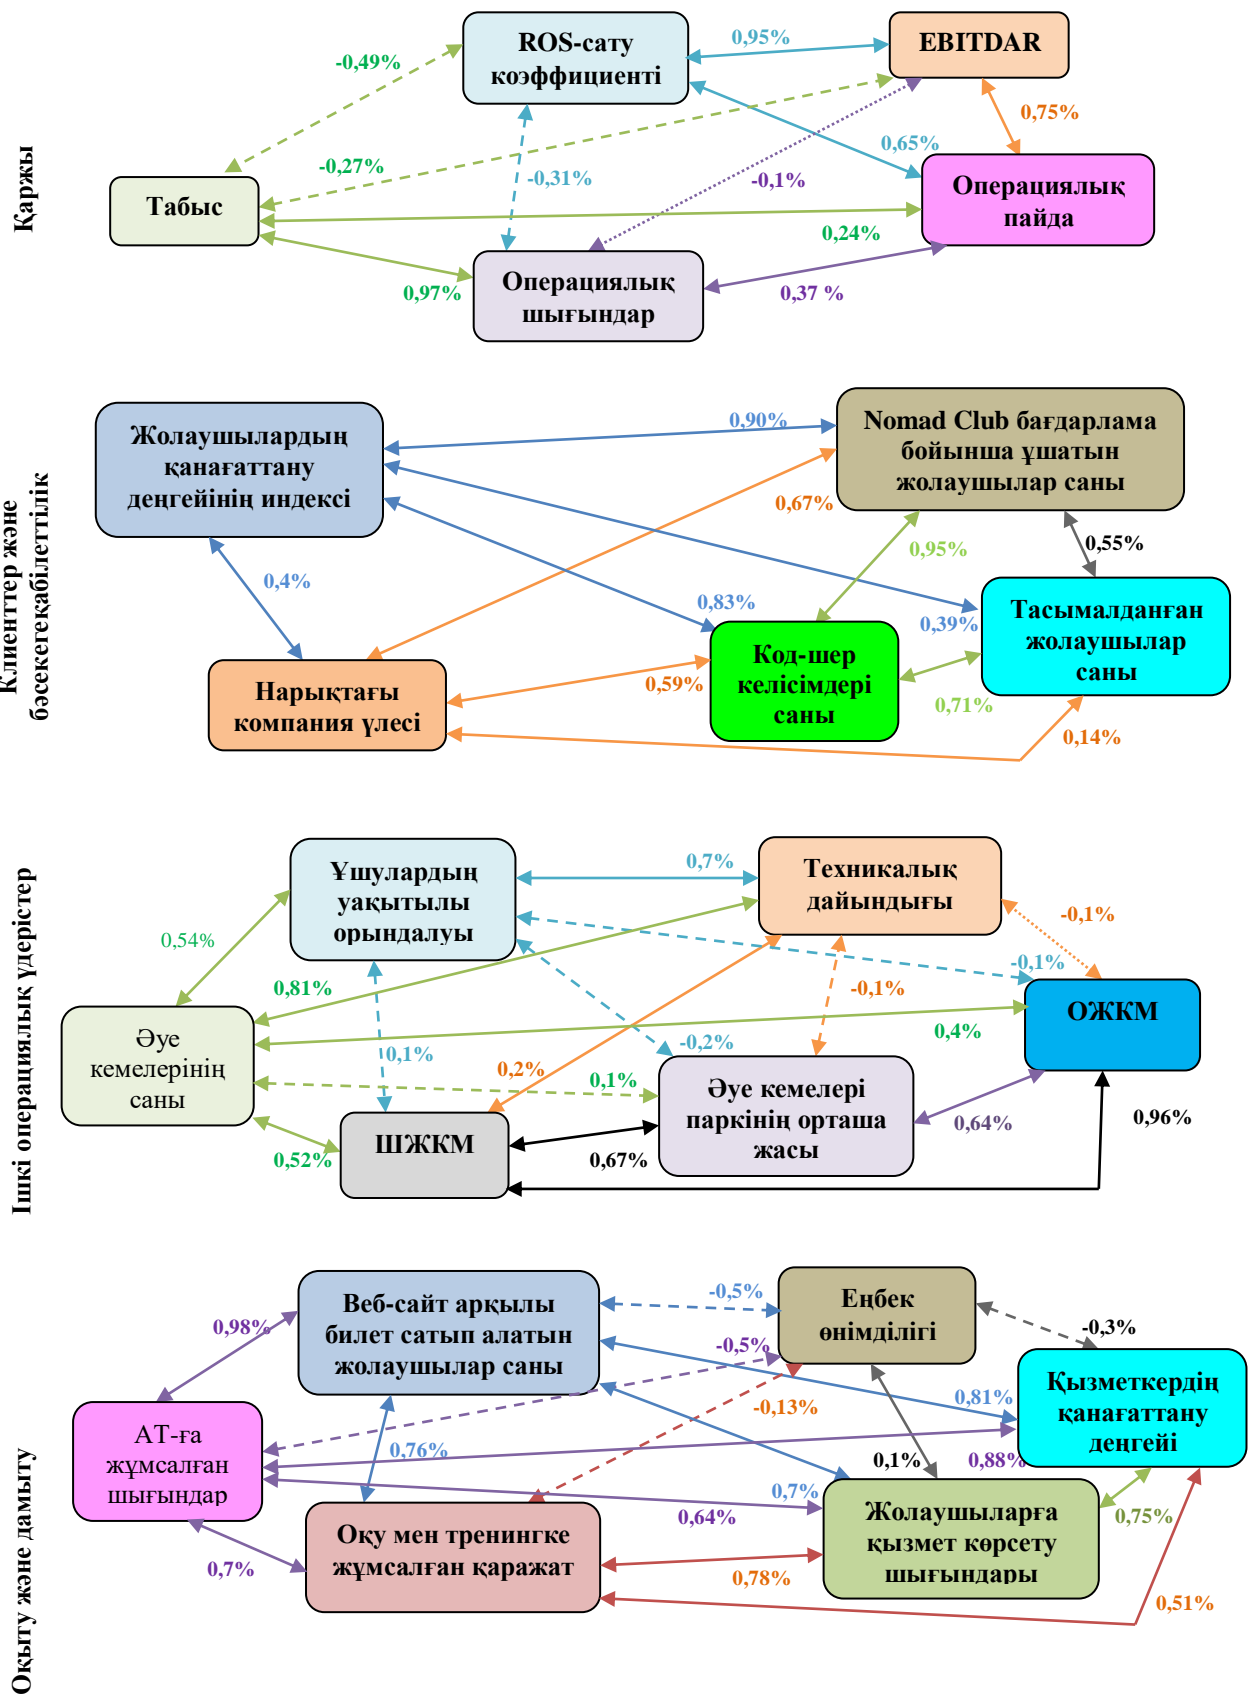 Қаржы
ROS-сату
коэффициенті
EBITDAR
Табыс
Операциялық
пайда
Операциялық
шығындар
-0,49%
0,95%
0,75%
-0,27%
0,65%
-0,31%
-0,1%
0,24%
0,97%
0,37 %
Клиенттер және
бәсекегеқабілеттілік
Жолаушылардың
қанағаттану
деңгейінің индексі
Nomad Club бағдарлама
бойынша ұшатын
жолаушылар саны
Тасымалданған
жолаушылар
саны
Код-шер
келісімдері
саны
Нарықтағы
компания үлесі
0,90%
0,67%
0,95%
0,55%
0,4%
0,83%
0,39%
0,59%
0,71%
0,14%
Ішкі операциялық үдерістер
Ұшулардың
уақытылы
орындалуы
Техникалық
дайындығы
Әуе
кемелерінің
саны
ОЖКМ
Әуе кемелері
паркінің орташа
жасы
ШЖКМ
0,7%
-0,1%
0,54%
-0,1%
0,81%
-0,1%
0,4%
0,1%
-0,2%
0,2%
0,1%
0,64%
0,96%
0,52%
0,67%
Оқыту және дамыту
Веб-сайт арқылы
билет сатып алатын
жолаушылар саны
Еңбек
өнімділігі
Қызметкердің
қанағаттану
деңгейі
АТ-ға
жұмсалған
шығындар
Оқу мен тренингке
жұмсалған қаражат
Жолаушыларға
қызмет көрсету
шығындары
-0,5%
0,98%
-0,3%
-0,5%
0,81%
-0,13%
0,76%
0,1%
0,88%
0,7%
0,64%
0,75%
0,7%
0,78%
0,51%